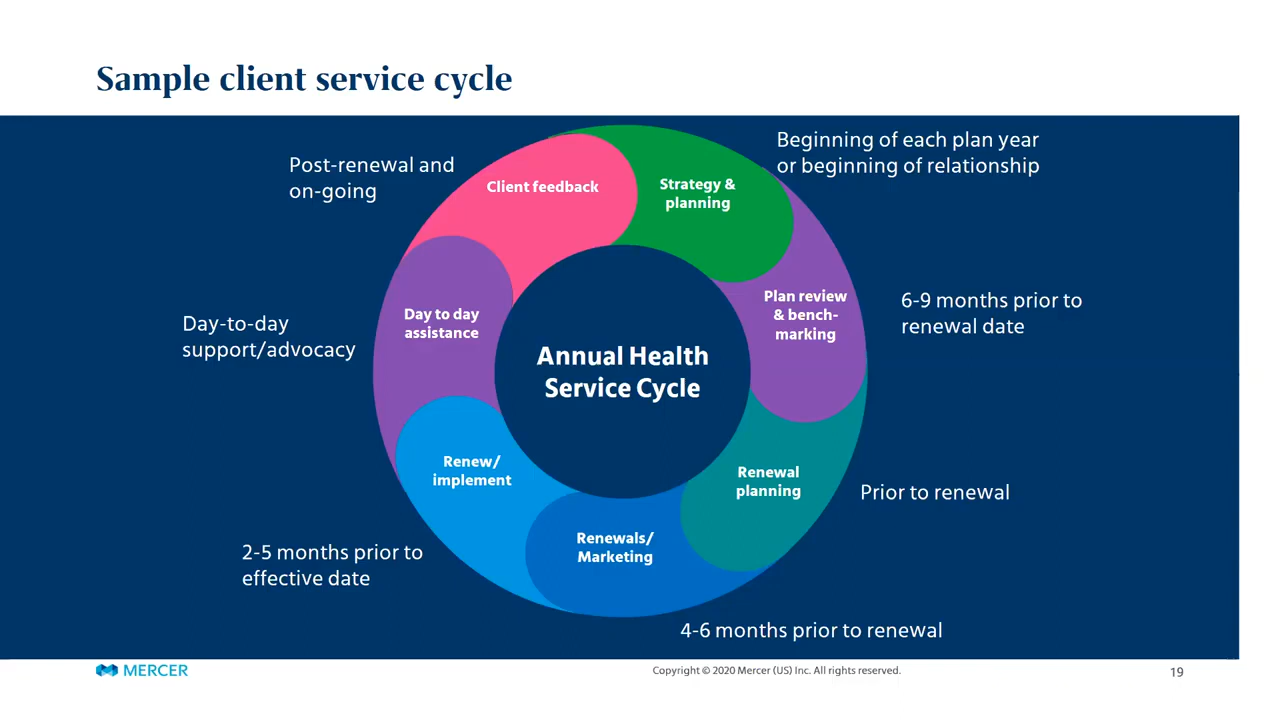 Sample client service cycle
Post-renewal and
on-going
Client feedback
Strategy &
planning
Beginning of each plan year
or beginning of relationship
Plan review
& bench-
marking
6-9 months prior to
renewal date
Day-to-day
support/advocacy
Day to day
assistance
Annual Health
Service Cycle
Renew/
implement
Renewal
planning
Prior to renewal
2-5 months prior to
effective date
Renewals/
Marketing
4-6 months prior to renewal
MERCER
Copyright © 2020 Mercer (US) Inc. All rights reserved.
19